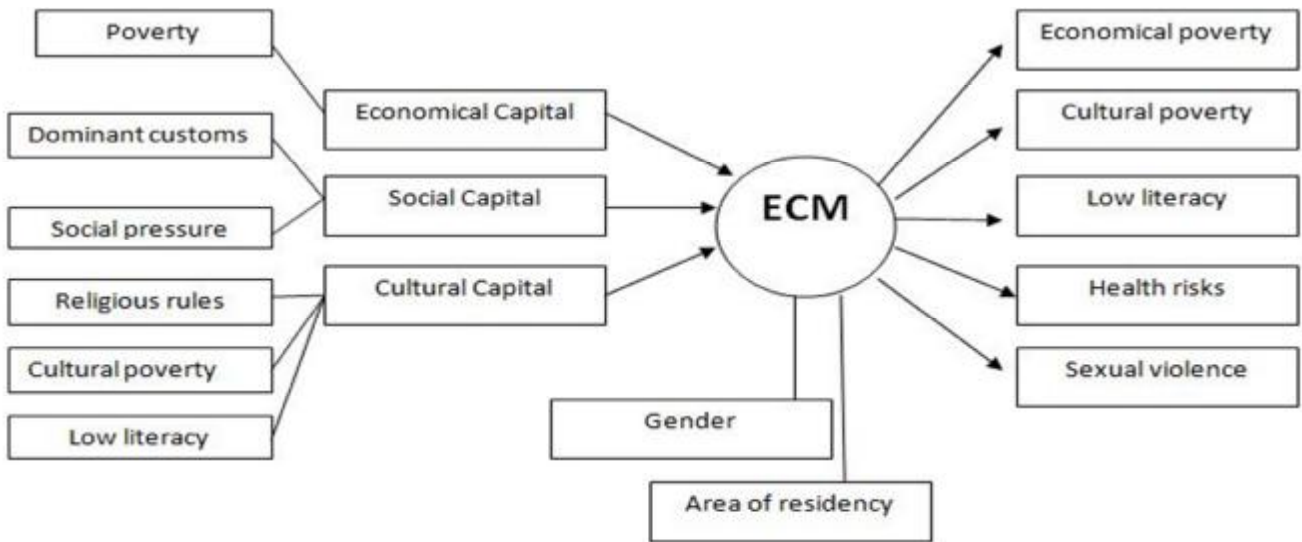 Poverty
Dominant customs
Social pressure
Religious rules
Cultural poverty
Low literacy
Economical Capital
Social Capital
Cultural Capital
ECM
Gender
Area of residency
Economical poverty
Cultural poverty
Low literacy
Health risks
Sexual violence